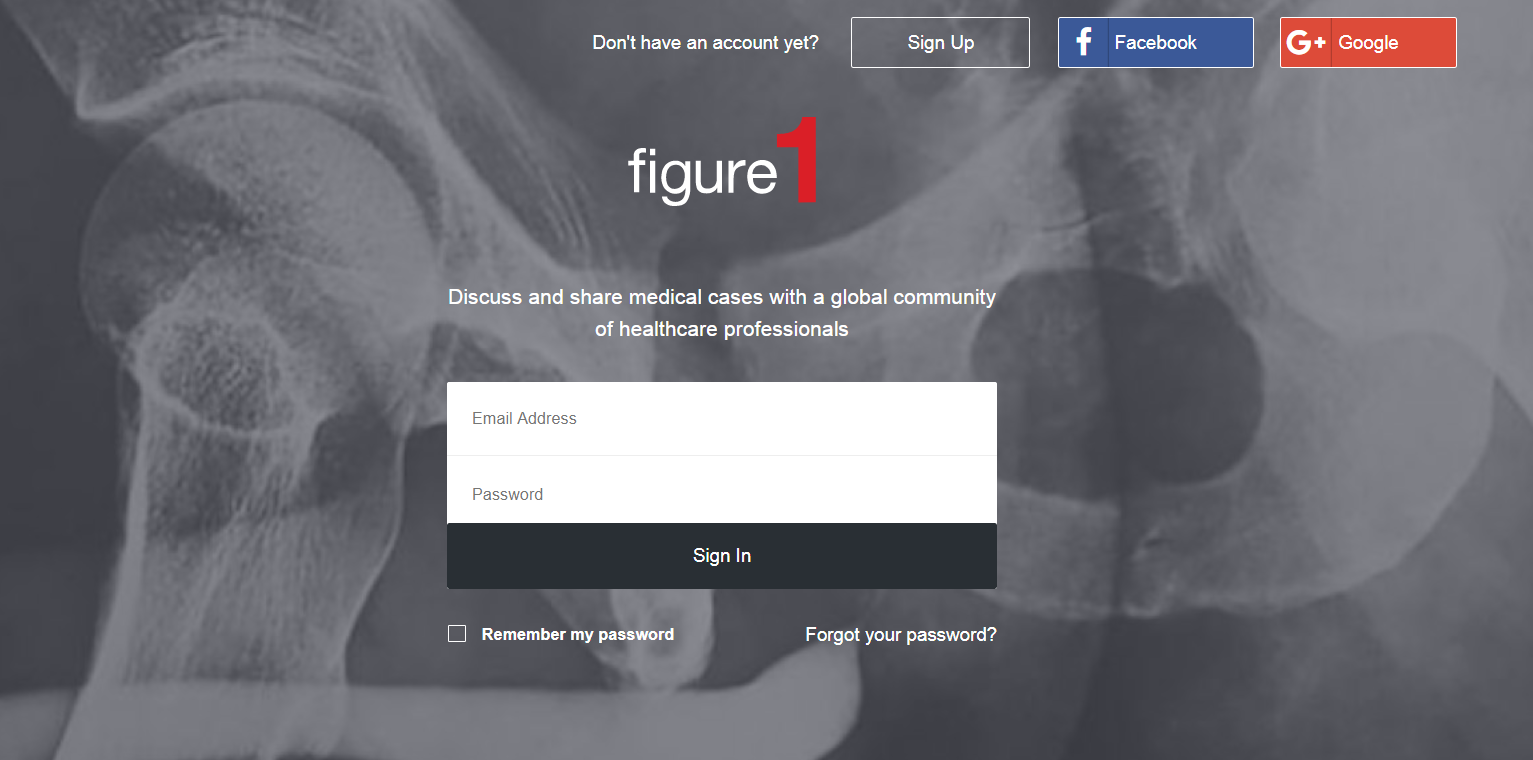 Don't have an account yet?
Sign Up
Facebook
G+ Google
figure1
Discuss and share medical cases with a global community
of healthcare professionals
Email Address
Password
Sign In
Remember my password
Forgot your password?